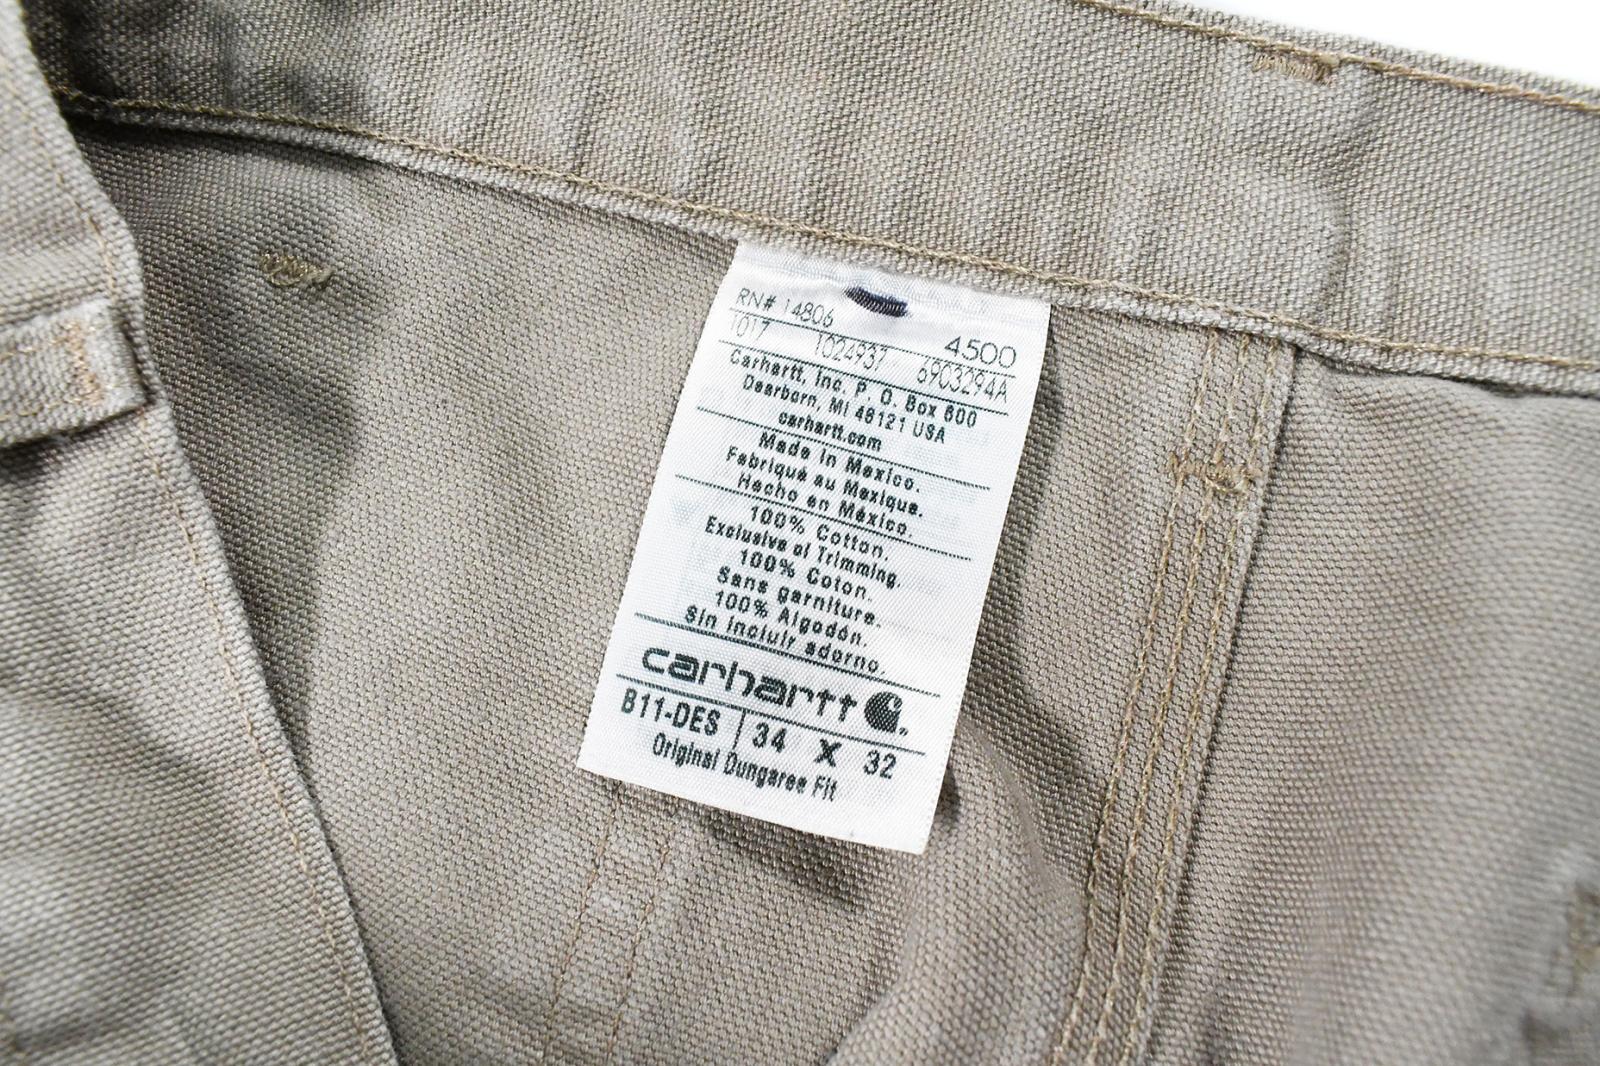 RN# 14806
4500
1017 1024937 6903294A
Carhartt, Inc. P. O. Box 600
Dearborn, MI 48121 USA
carhartt.com
Made in Mexico.
Fabriqué au Mexique.
Hecho en México.
100% Cotton.
Exclusive of Trimming.
100% Coton.
Sans garniture.
100% Algodón.
Sin incluir adorno.
carhartt
B11-DES | 34 X 32
Original Dungaree Fit